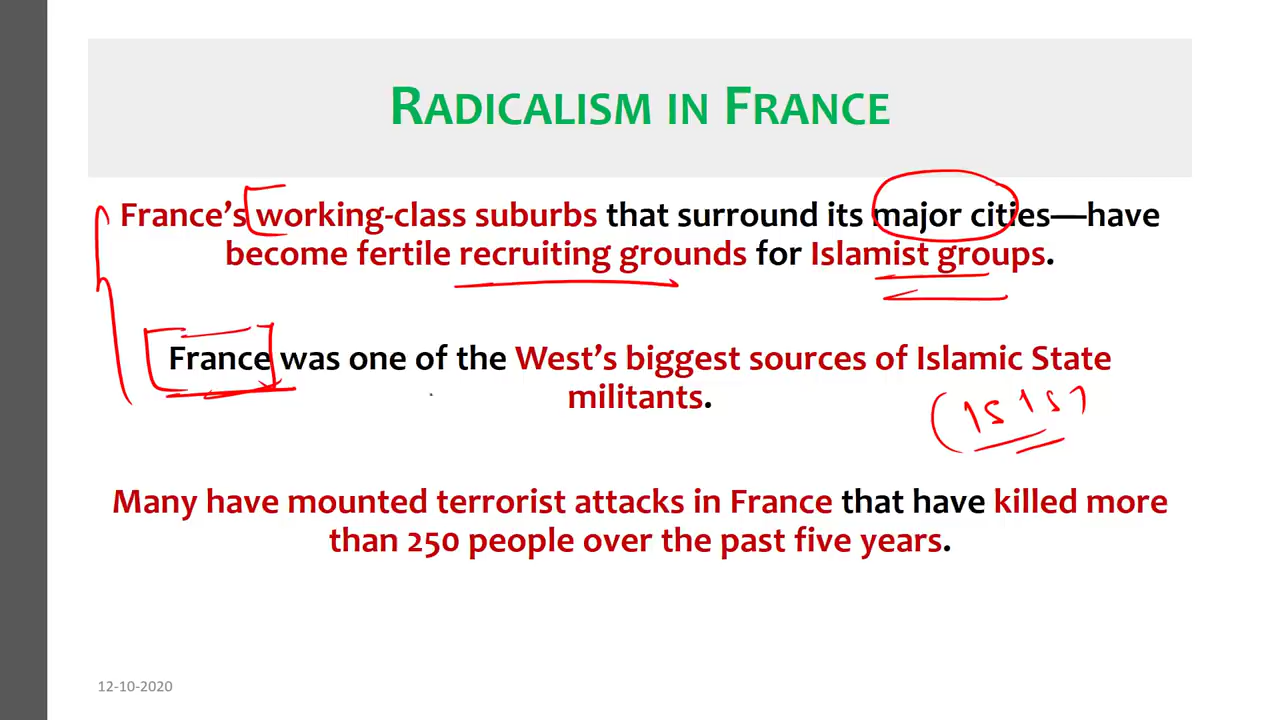 RADICALISM IN FRANCE
France's working-class suburbs that surround its major cities—have
become fertile recruiting grounds for Islamist groups.
France was one of the West's biggest sources of Islamic State
militants.
(ISIS)
Many have mounted terrorist attacks in France that have killed more
than 250 people over the past five years.
12-10-2020